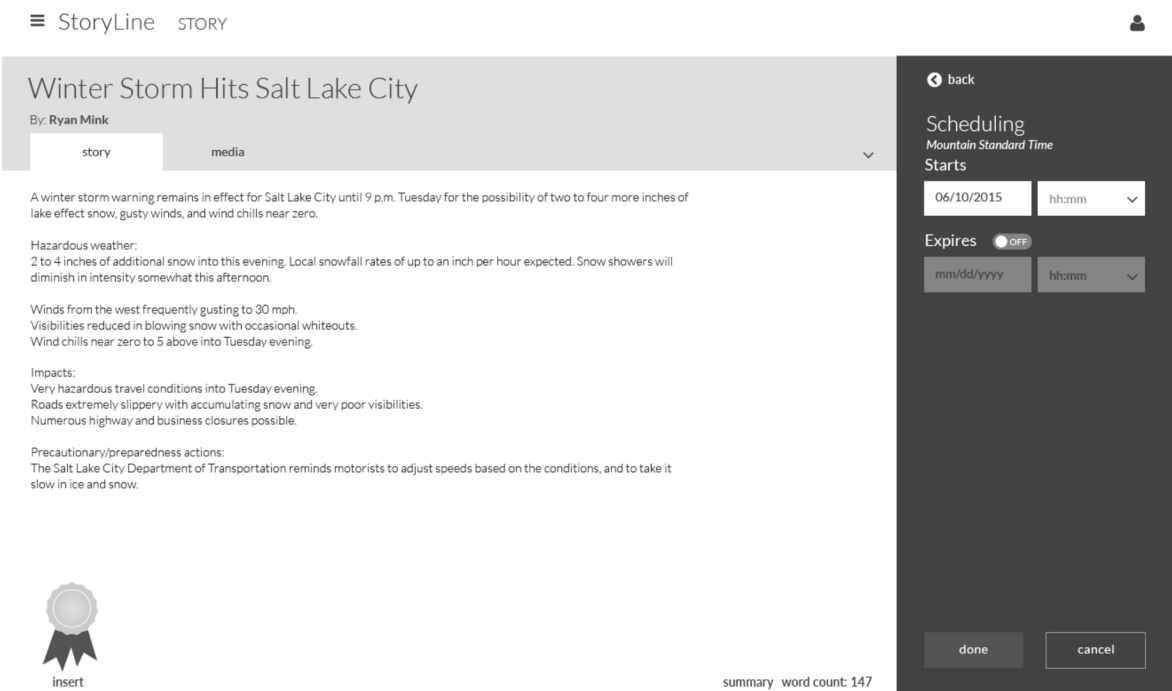 StoryLine STORY
Winter Storm Hits Salt Lake City
By: Ryan Mink
story media
A winter storm warning remains in effect for Salt Lake City until 9 p.m. Tuesday for the possibility of two to four more inches of
lake effect snow, gusty winds, and wind chills near zero.
Hazardous weather:
2 to 4 inches of additional snow into this evening. Local snowfall rates of up to an inch per hour expected. Snow showers will
diminish in intensity somewhat this afternoon.
Winds from the west frequently gusting to 30 mph.
Visibilities reduced in blowing snow with occasional whiteouts.
Wind chills near zero to 5 above into Tuesday evening.
Impacts:
Very hazardous travel conditions into Tuesday evening.
Roads extremely slippery with accumulating snow and very poor visibilities.
Numerous highway and business closures possible.
Precautionary/preparedness actions:
The Salt Lake City Department of Transportation reminds motorists to adjust speeds based on the conditions, and to take it
slow in ice and snow.
insert
summary word count: 147
back
Scheduling
Mountain Standard Time
Starts
06/10/2015 hh:mm
Expires OFF
mm/dd/yyyy hh:mm
done cancel